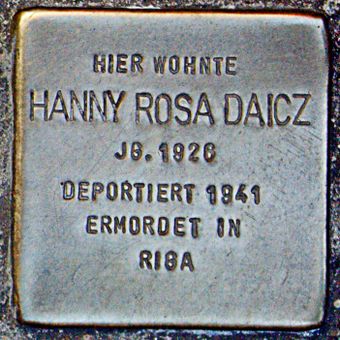 HIER WOHNTE
HANNY ROSA DAICZ
JG. 1926
DEPORTIERT 1941
ERMORDET IN
RIGA